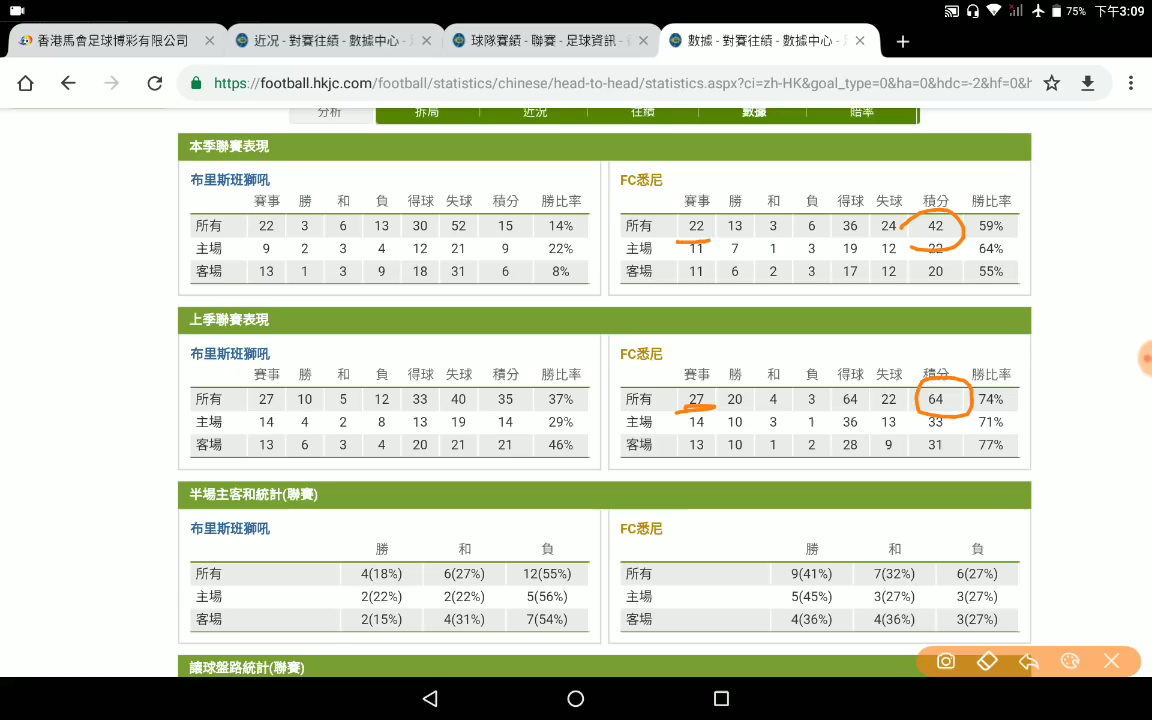 75% 下午3:09
香港馬會足球博彩有限公司 近況 - 對賽往績 - 數據中心 - 球隊賽績 - 聯賽 - 足球資訊 - 數據 - 對賽往績 - 數據中心 -
https://football.hkjc.com/football/statistics/chinese/head-to-head/statistics.aspx?ci=zh-HK&goal_type=0&ha=0&hdc=-2&hf=0&h
分析 拆局 近況 往績 數據 賠率
本季聯賽表現
布里斯班獅吼 FC悉尼
賽事 勝 和 負 得球 失球 積分 勝比率 賽事 勝 和 負 得球 失球 積分 勝比率
所有 22 3 6 13 30 52 15 14% 所有 22 13 3 6 36 24 42 59%
主場 9 2 3 4 12 21 9 22% 主場 11 7 1 3 19 12 22 64%
客場 13 1 3 9 18 31 6 8% 客場 11 6 2 3 17 12 20 55%
上季聯賽表現
布里斯班獅吼 FC悉尼
賽事 勝 和 負 得球 失球 積分 勝比率 賽事 勝 和 負 得球 失球 積分 勝比率
所有 27 10 5 12 33 40 35 37% 所有 27 20 4 3 64 22 64 74%
主場 14 4 2 8 13 19 14 29% 主場 14 10 3 1 36 13 33 71%
客場 13 6 3 4 20 21 21 46% 客場 13 10 1 2 28 9 31 77%
半場主客和統計(聯賽)
布里斯班獅吼 FC悉尼
勝 和 負 勝 和 負
所有 4(18%) 6(27%) 12(55%) 所有 9(41%) 7(32%) 6(27%)
主場 2(22%) 2(22%) 5(56%) 主場 5(45%) 3(27%) 3(27%)
客場 2(15%) 4(31%) 7(54%) 客場 4(36%) 4(36%) 3(27%)
讓球盤路統計(聯賽)